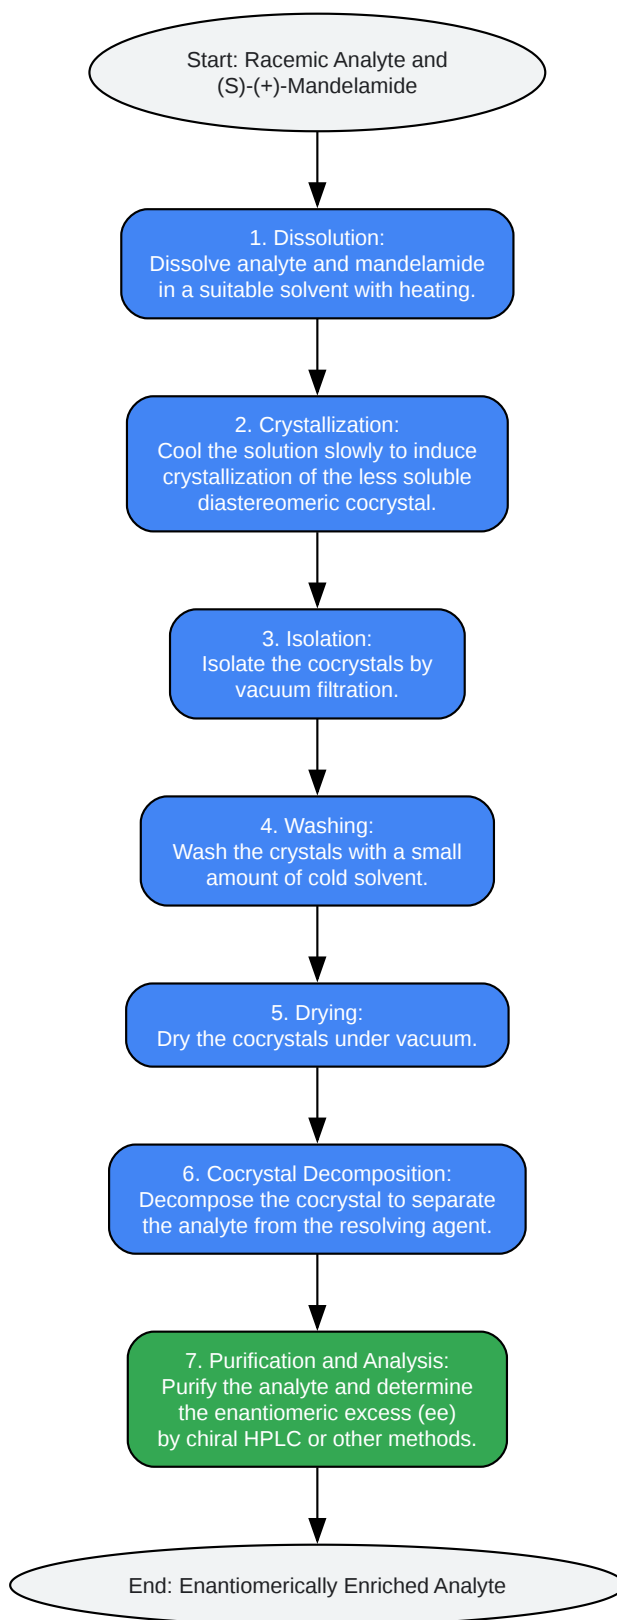 Start: Racemic Analyte and
(S)-(+)-Mandelamide
1. Dissolution:
Dissolve analyte and mandelamide
in a suitable solvent with heating.
2. Crystallization:
Cool the solution slowly to induce
crystallization of the less soluble
diastereomeric cocrystal.
3. Isolation:
Isolate the cocrystals by
vacuum filtration.
4. Washing:
Wash the crystals with a small
amount of cold solvent.
5. Drying:
Dry the cocrystals under vacuum.
6. Cocrystal Decomposition:
Decompose the cocrystal to separate
the analyte from the resolving agent.
7. Purification and Analysis:
Purify the analyte and determine
the enantiomeric excess (ee)
by chiral HPLC or other methods.
End: Enantiomerically Enriched Analyte